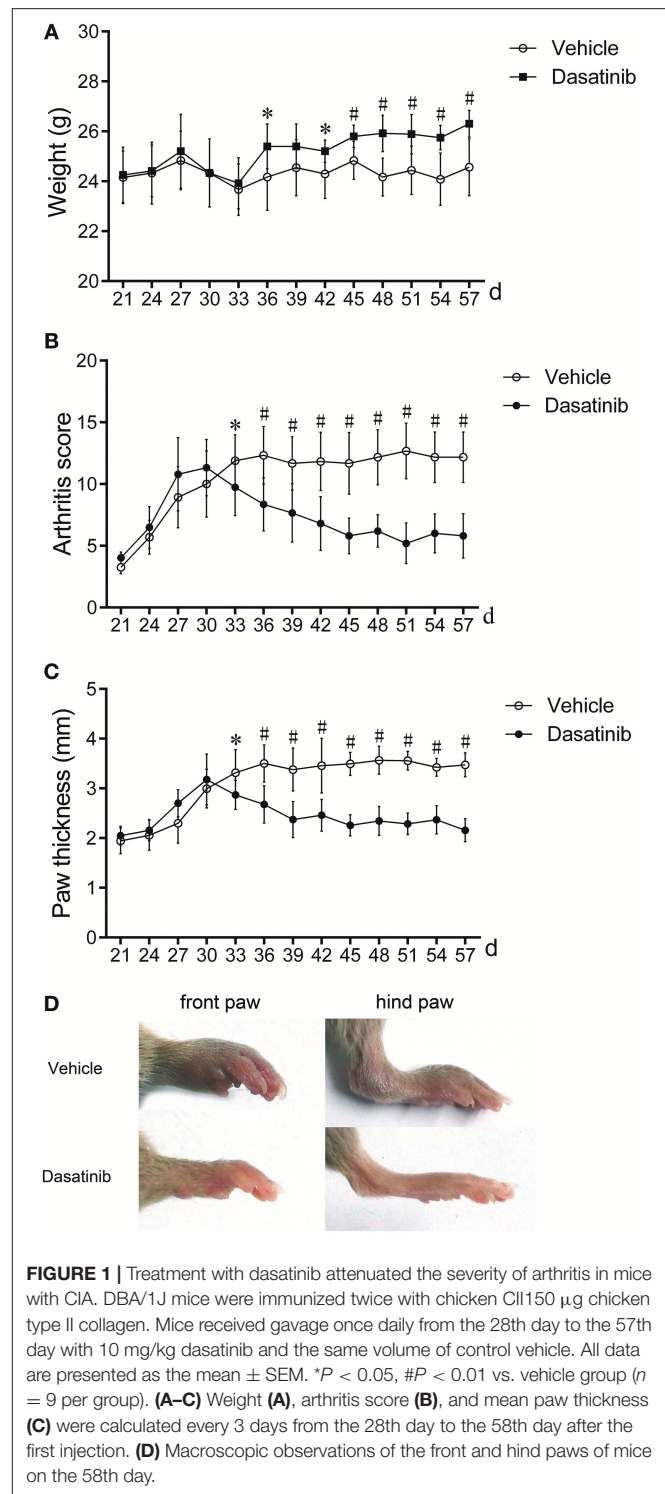 A
30
28
26
24
22
20
Weight (g)
Vehicle
Dasatinib
* * # # # # #
21 24 27 30 33 36 39 42 45 48 51 54 57 d
B
20
15
10
5
0
Arthritis score
Vehicle
Dasatinib
* # # # # # # # #
21 24 27 30 33 36 39 42 45 48 51 54 57 d
C
5
4
3
2
1
0
Paw thickness (mm)
Vehicle
Dasatinib
* # # # # # # # #
21 24 27 30 33 36 39 42 45 48 51 54 57 d
D
front paw hind paw
Vehicle
Dasatinib
FIGURE 1 | Treatment with dasatinib attenuated the severity of arthritis in mice
with CIA. DBA/1J mice were immunized twice with chicken CII150 μg chicken
type II collagen. Mice received gavage once daily from the 28th day to the 57th
day with 10 mg/kg dasatinib and the same volume of control vehicle. All data
are presented as the mean ± SEM. *P < 0.05, #P < 0.01 vs. vehicle group (n
= 9 per group). (A–C) Weight (A), arthritis score (B), and mean paw thickness
(C) were calculated every 3 days from the 28th day to the 58th day after the
first injection. (D) Macroscopic observations of the front and hind paws of mice
on the 58th day.